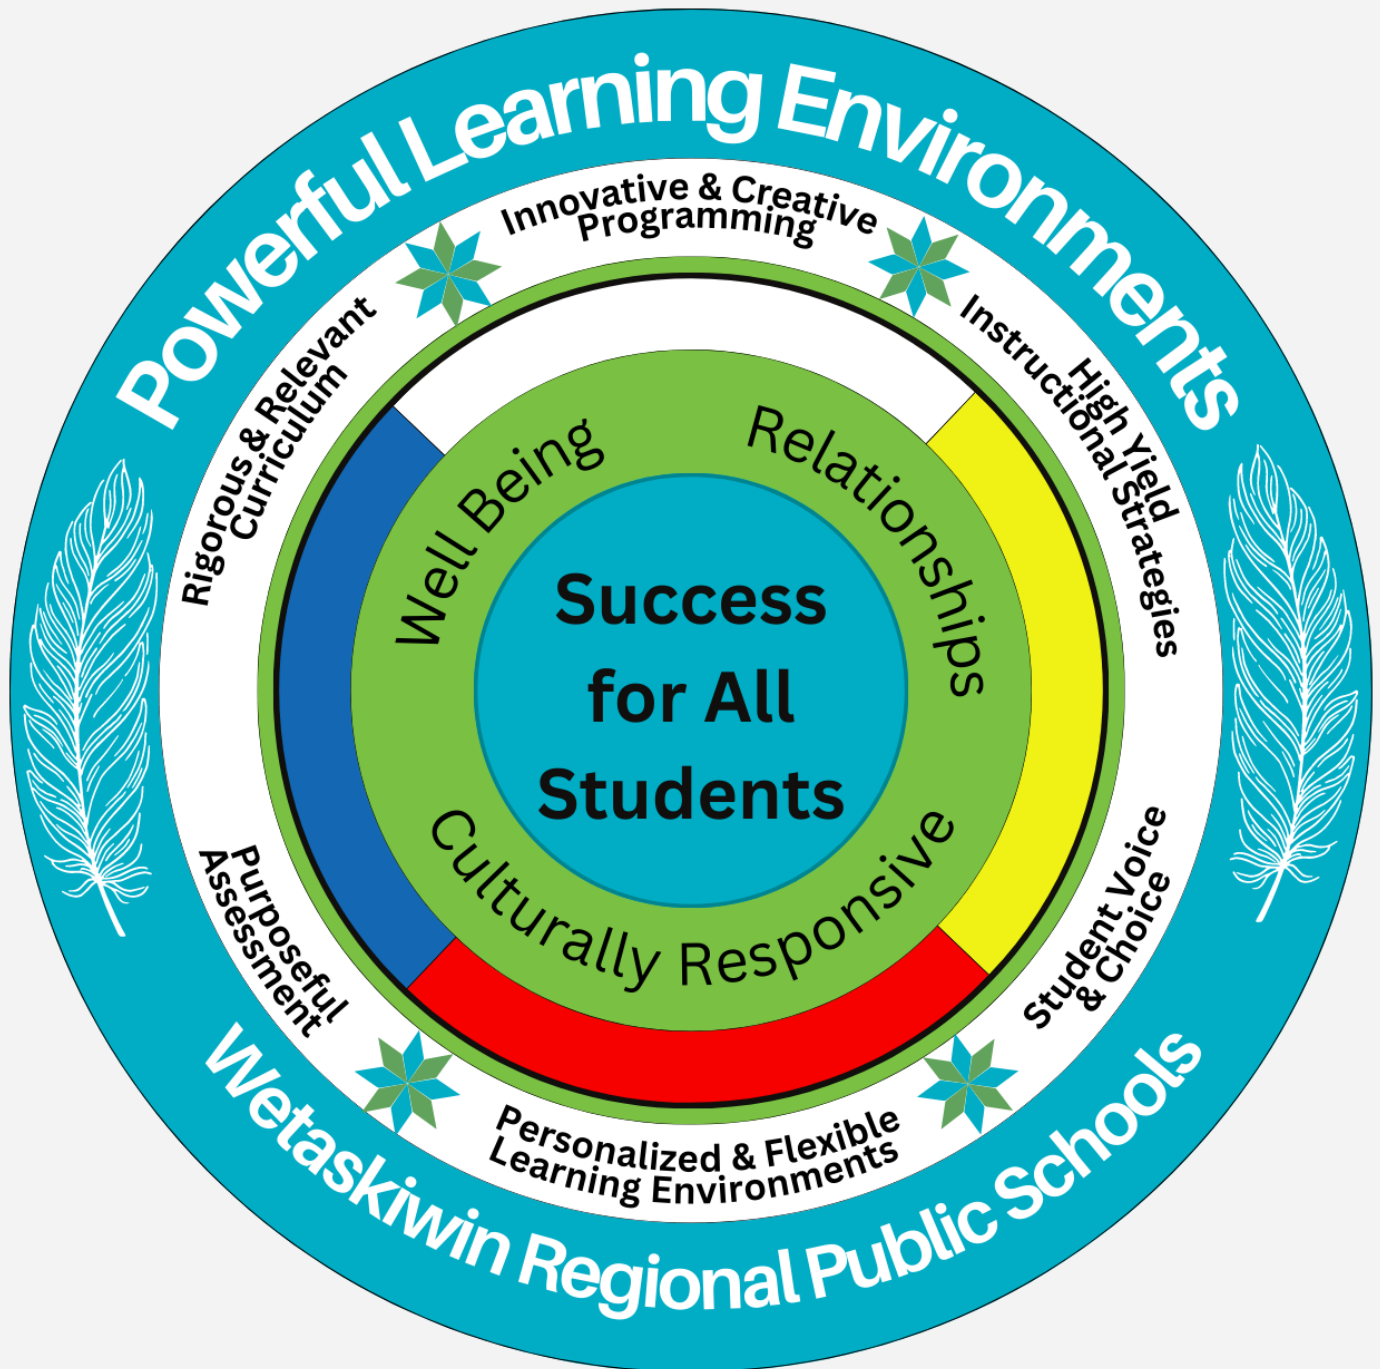 Powerful Learning Environments
Innovative & Creative
Programming
High Yield
Instructional Strategies
Student Voice
& Choice
Personalized & Flexible
Learning Environments
Purposeful
Assessment
Rigorous & Relevant
Curriculum
Well Being
Relationships
Culturally Responsive
Success
for All
Students
Wetaskiwin Regional Public Schools